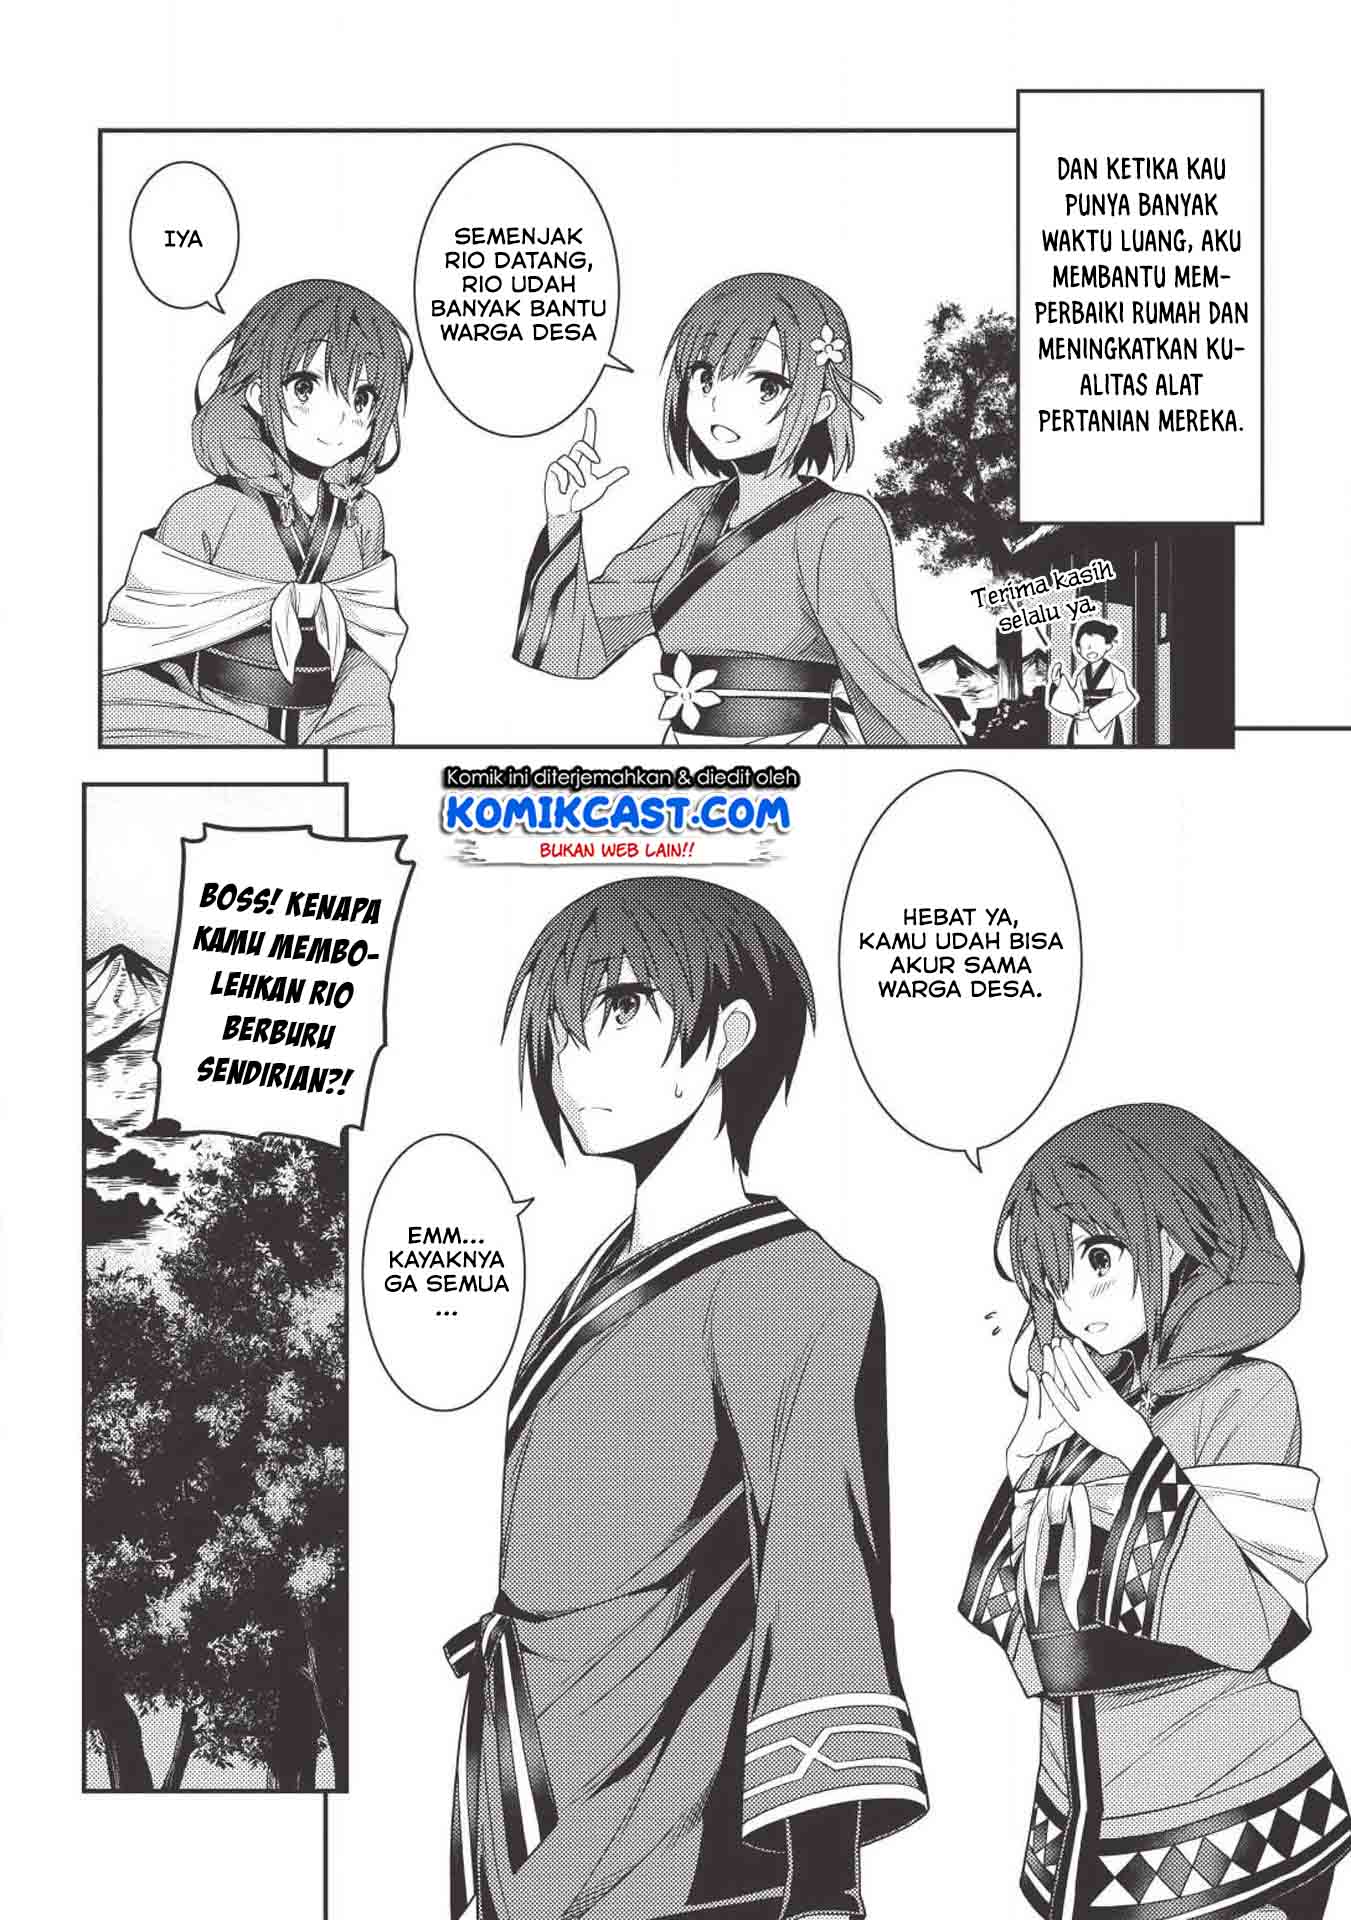 DAN KETIKA KAU
PUNYA BANYAK
WAKTU LUANG, AKU
MEMBANTU MEM-
PERBAIKI RUMAH DAN
MENINGKATKAN KU-
ALITAS ALAT
PERTANIAN MEREKA.
SEMENJAK
RIO DATANG,
RIO UDAH
BANYAK BANTU
WARGA DESA
IYA
Terima kasih
selalu ya.
Komik ini diterjemahkan & diedit oleh
KOMIKCAST.COM
BUKAN WEB LAIN!!
HEBAT YA,
KAMU UDAH BISA
AKUR SAMA
WARGA DESA.
EMM...
KAYAKNYA
GA SEMUA
...
BOSS! KENAPA
KAMU MEMBO-
LEHKAN RIO
BERBURU
SENDIRIAN?!